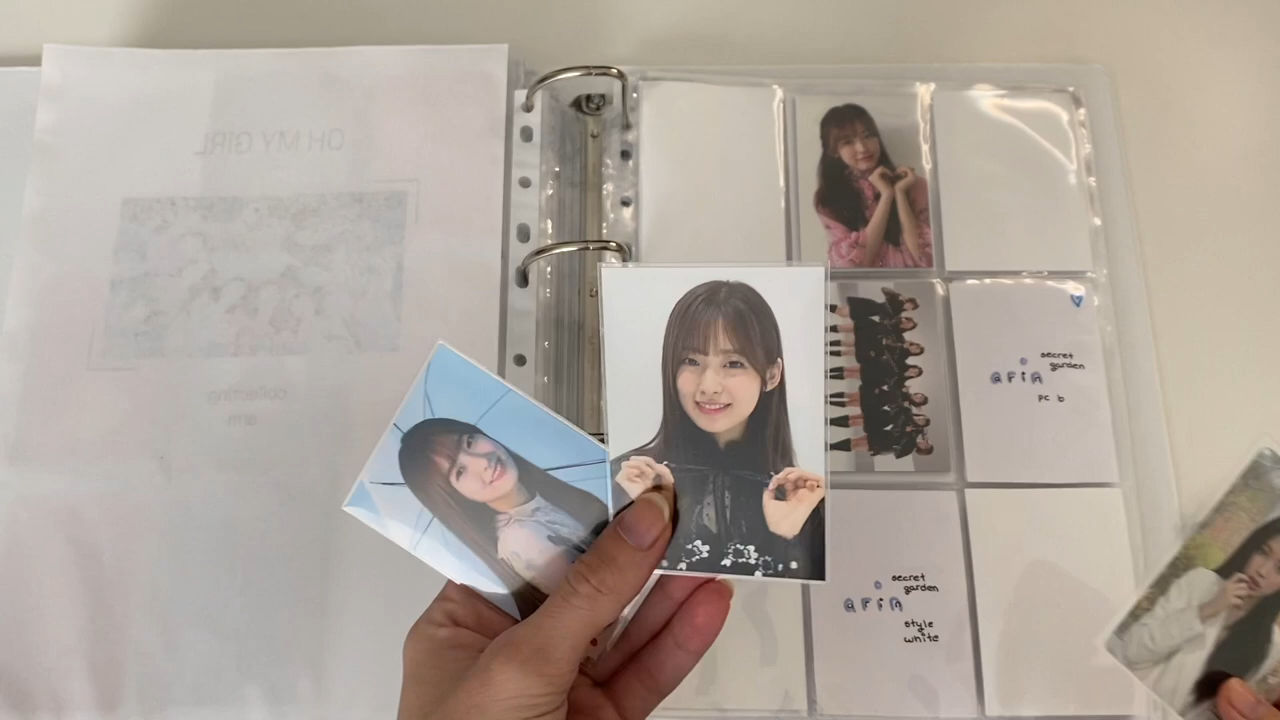 OH MY GIRL
collecting
arin
secret
garden
arin
pc b
secret
garden
arin
style
white